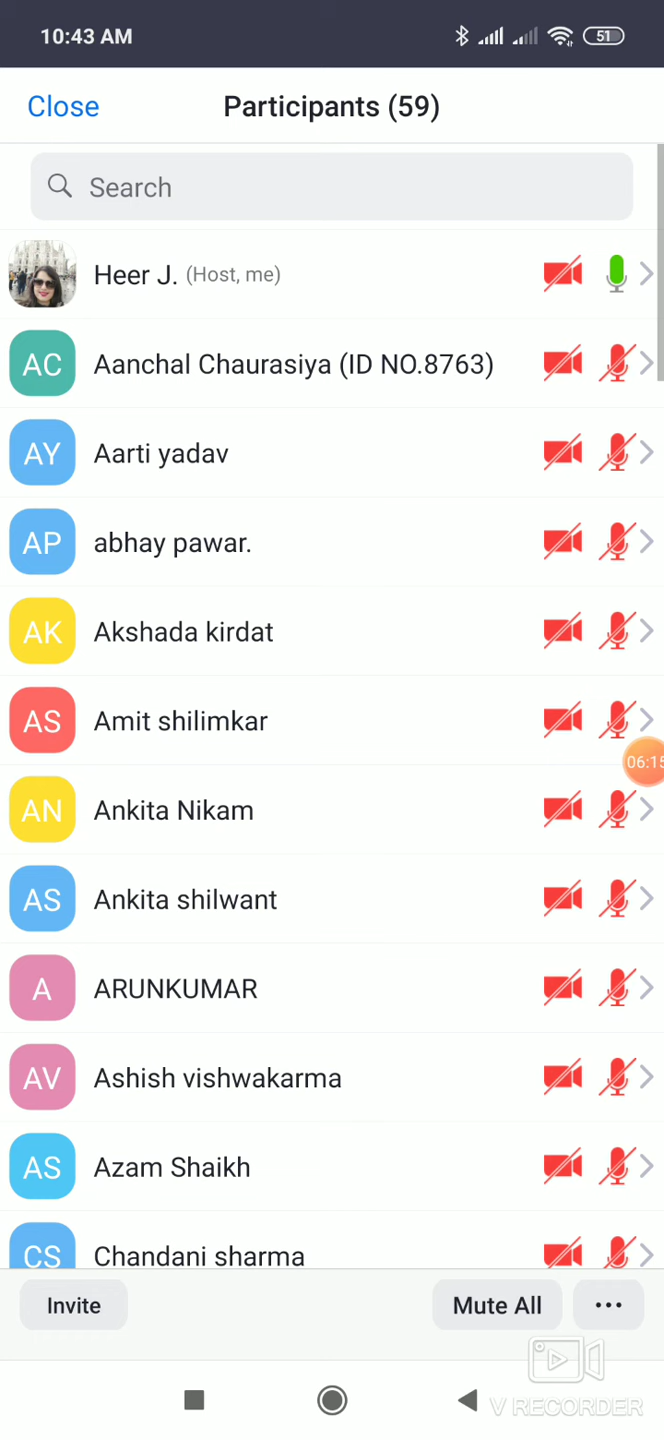 10:43 AM
51
Close
Participants (59)
Search
Heer J. (Host, me)
AC
Aanchal Chaurasiya (ID NO.8763)
AY
Aarti yadav
AP
abhay pawar.
AK
Akshada kirdat
AS
Amit shilimkar
06:15
AN
Ankita Nikam
AS
Ankita shilwant
A
ARUNKUMAR
AV
Ashish vishwakarma
AS
Azam Shaikh
CS
Chandani sharma
Invite
Mute All
V RECORDER